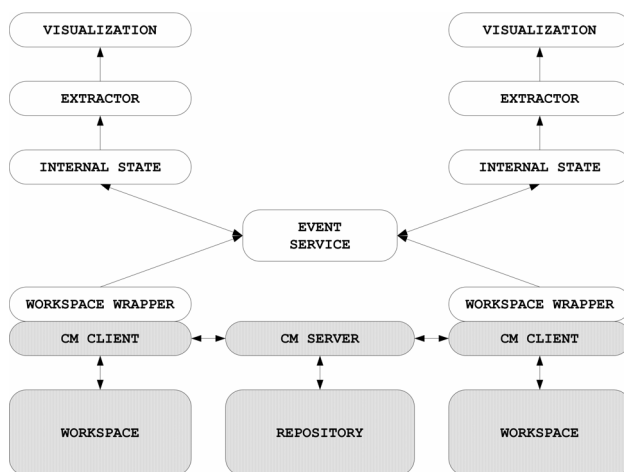 VISUALIZATION
VISUALIZATION
EXTRACTOR
EXTRACTOR
INTERNAL STATE
INTERNAL STATE
EVENT
SERVICE
WORKSPACE WRAPPER
WORKSPACE WRAPPER
CM CLIENT
CM SERVER
CM CLIENT
WORKSPACE
REPOSITORY
WORKSPACE